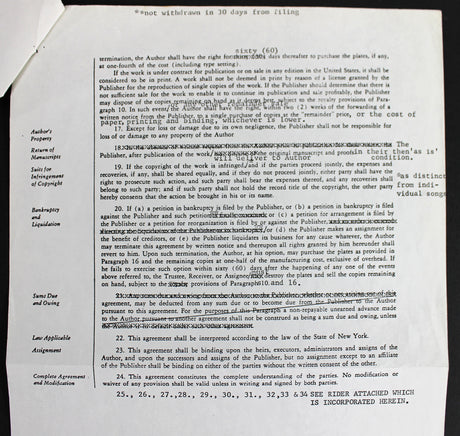 **not withdrawn in 30 days from filing
sixty (60)
termination, the Author shall have the right for days thereafter to purchase the plates, if any,
at one-fourth of the cost (including type setting).
If the work is under contract for publication or on sale in any edition in the United States, it shall be
considered to be in print. A work shall not be deemed in print by reason of a license granted by the
Publisher for the reproduction of single copies of the work. If the Publisher should determine that there is
not sufficient sale for the work to enable it to continue its publication and sale profitably, the Publisher
may dispose of the copies remaining on hand as it deems best, subject to the royalty provisions of Para-
or any other remainder sale
graph 10. In such event, the Author shall have the right, within two (2) weeks of the forwarding of a
written notice from the Publisher, to a single purchase of copies at the "remainder" price, or the cost of
paper, printing and binding, whichever is lower.
Author's
Property
17. Except for loss or damage due to its own negligence, the Publisher shall not be responsible for
loss of or damage to any property of the Author
Return of
Manuscripts
18. The
Publisher, after publication of the work, the original manuscript and proofs in their then 'as is'
will deliver to Author condition.
Suits for
Infringement
of Copyright
19. If the copyright of the work is infringed, and if the parties proceed jointly, the expenses and
recoveries, if any, shall be shared equally, and if they do not proceed jointly, either party shall have the
right to prosecute such action, and such party shall bear the expenses thereof, and any recoveries shall
belong to such party; and if such party shall not hold the record title of the copyright, the other party
hereby consents that the action be brought in his or its name.
*as distinct
from indi-
vidual songs
Bankruptcy
and
Liquidation
20. If (a) a petition in bankruptcy is filed by the Publisher, or (b) a petition in bankruptcy is filed
against the Publisher and such petition or (c) a petition for arrangement is filed by
the Publisher or a petition for reorganization is filed by or against the Publisher,
or (d) the Publisher makes an assignment for
the benefit of creditors, or (e) the Publisher liquidates its business for any cause whatever, the Author
may terminate this agreement by written notice and thereupon all rights granted by him hereunder shall
revert to him. Upon such termination, the Author, at his option, may purchase the plates as provided in
Paragraph 16 and the remaining copies at one-half of the manufacturing cost, exclusive of overhead. If
he fails to exercise such option within sixty (60) days after the happening of any one of the events
above referred to, the Trustee, Receiver, or Assignee may destroy the plates and sell the copies remaining
on hand, subject to the provisions of Paragraph 10.and 16.
Sums Due
and Owing
21.
agreement, may be deducted from any sum due or to become due from the Publisher to the Author
pursuant to this agreement. For the purposes of this Paragraph a non-repayable unearned advance made
to the Author pursuant to another agreement shall not be construed as being a sum due and owing, unless
the Author is in default under such other agreement.
Law Applicable
22. This agreement shall be interpreted according to the law of the State of New York.
Assignment
23. This agreement shall be binding upon the heirs, executors, administrators and assigns of the
Author, and upon the successors and assigns of the Publisher, but no assignment except to an affiliate
of the Publisher shall be binding on either of the parties without the written consent of the other.
Complete Agreement
and Modification
24. This agreement constitutes the complete understanding of the parties. No modification or
waiver of any provision shall be valid unless in writing and signed by both parties.
25., 26., 27.,28., 29., 30., 31., 32,33 &34 SEE RIDER ATTACHED WHICH
IS INCORPORATED HEREIN.